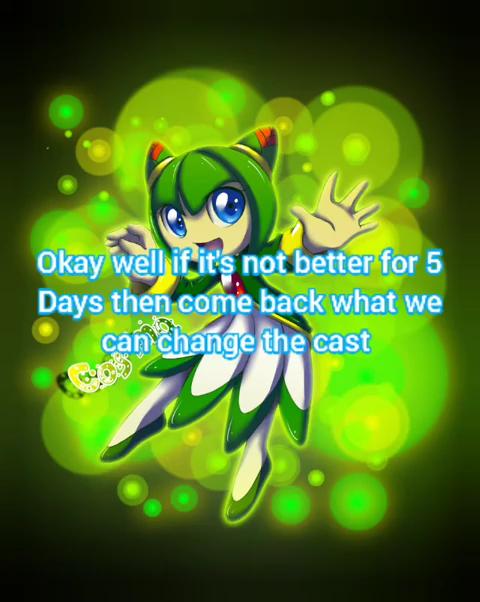 Okay well if it's not better for 5
Days then come back what we
can change the cast